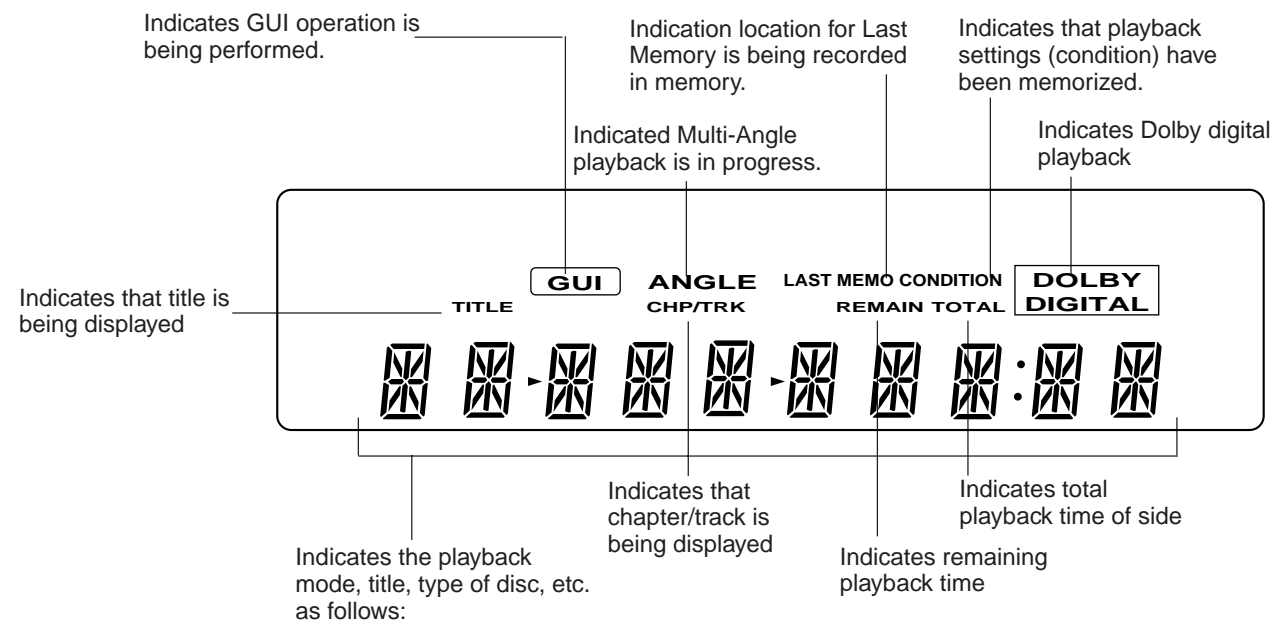 Indicates GUI operation is
being performed.
Indication location for Last
Memory is being recorded
in memory.
Indicates that playback
settings (condition) have
been memorized.
Indicated Multi-Angle
playback is in progress.
Indicates Dolby digital
playback
Indicates that title is
being displayed
GUI ANGLE LAST MEMO CONDITION DOLBY
DIGITAL
TITLE CHP/TRK REMAIN TOTAL
Indicates that
chapter/track is
being displayed
Indicates total
playback time of side
Indicates the playback
mode, title, type of disc, etc.
as follows:
Indicates remaining
playback time